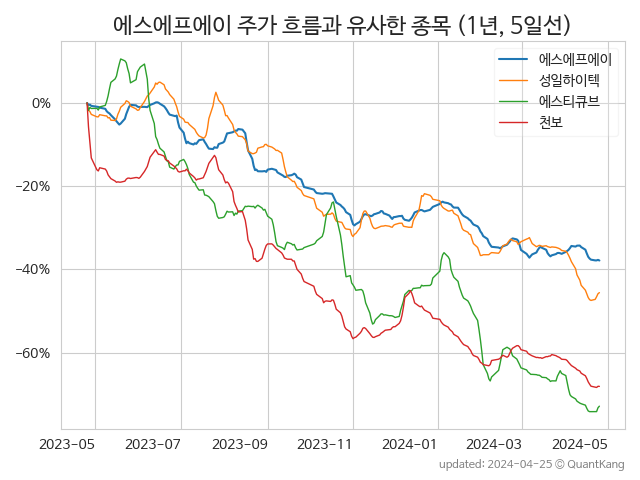 에스에프에이 주가 흐름과 유사한 종목 (1년, 5일선)
에스에프에이
성일하이텍
에스티큐브
천보
0%
−20%
−40%
−60%
2023−05
2023−07
2023−09
2023−11
2024−01
2024−03
2024−05
updated: 2024−04−25 © QuantKang